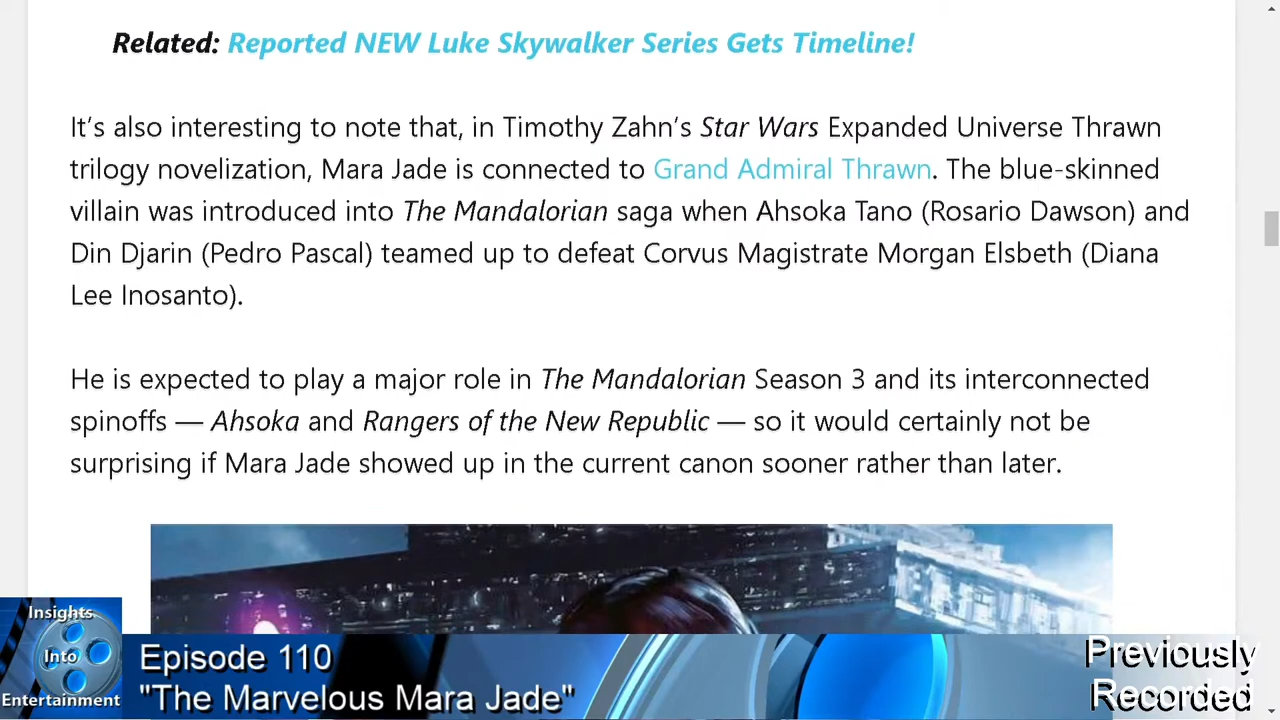 Related: Reported NEW Luke Skywalker Series Gets Timeline!
It’s also interesting to note that, in Timothy Zahn’s Star Wars Expanded Universe Thrawn
trilogy novelization, Mara Jade is connected to Grand Admiral Thrawn. The blue-skinned
villain was introduced into The Mandalorian saga when Ahsoka Tano (Rosario Dawson) and
Din Djarin (Pedro Pascal) teamed up to defeat Corvus Magistrate Morgan Elsbeth (Diana
Lee Inosanto).
He is expected to play a major role in The Mandalorian Season 3 and its interconnected
spinoffs — Ahsoka and Rangers of the New Republic — so it would certainly not be
surprising if Mara Jade showed up in the current canon sooner rather than later.
Insights
Into
Entertainment
Episode 110
"The Marvelous Mara Jade"
Previously
Recorded